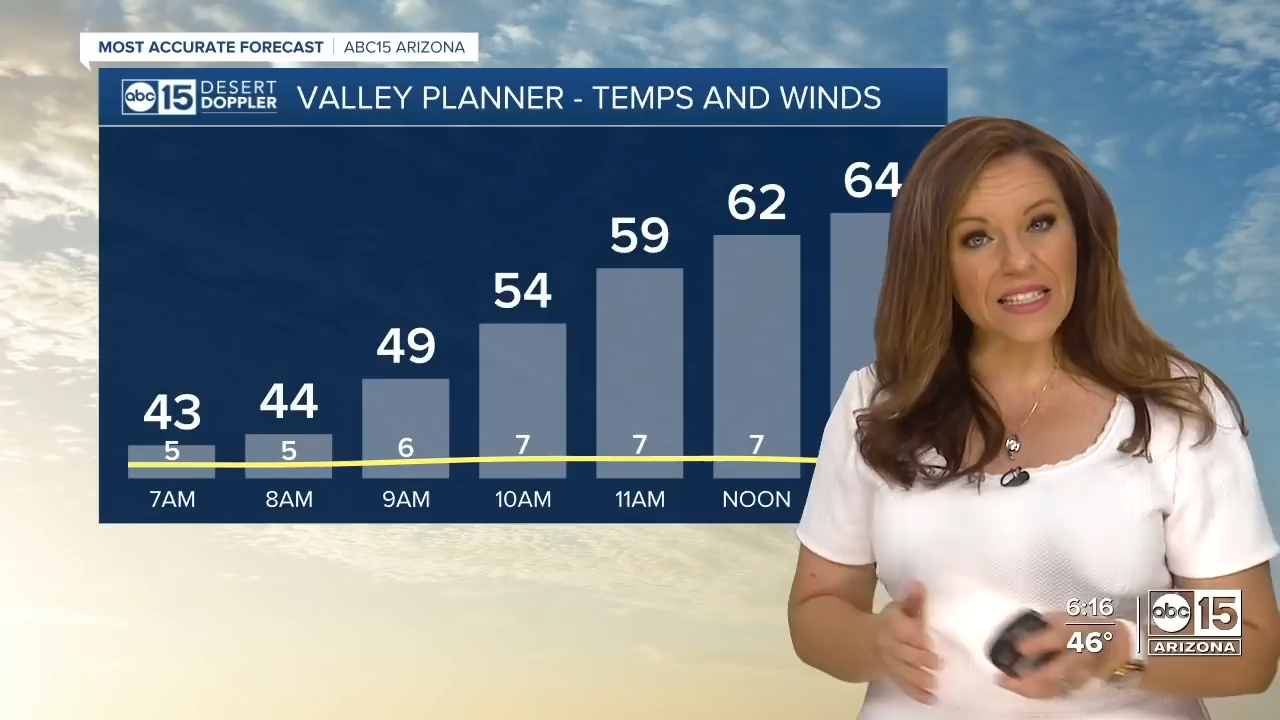 MOST ACCURATE FORECAST | ABC15 ARIZONA
abc 15 DESERT DOPPLER
VALLEY PLANNER - TEMPS AND WINDS
43 44 49 54 59 62 64
5 5 6 7 7 7
7AM 8AM 9AM 10AM 11AM NOON
6:16
46°
abc 15
ARIZONA